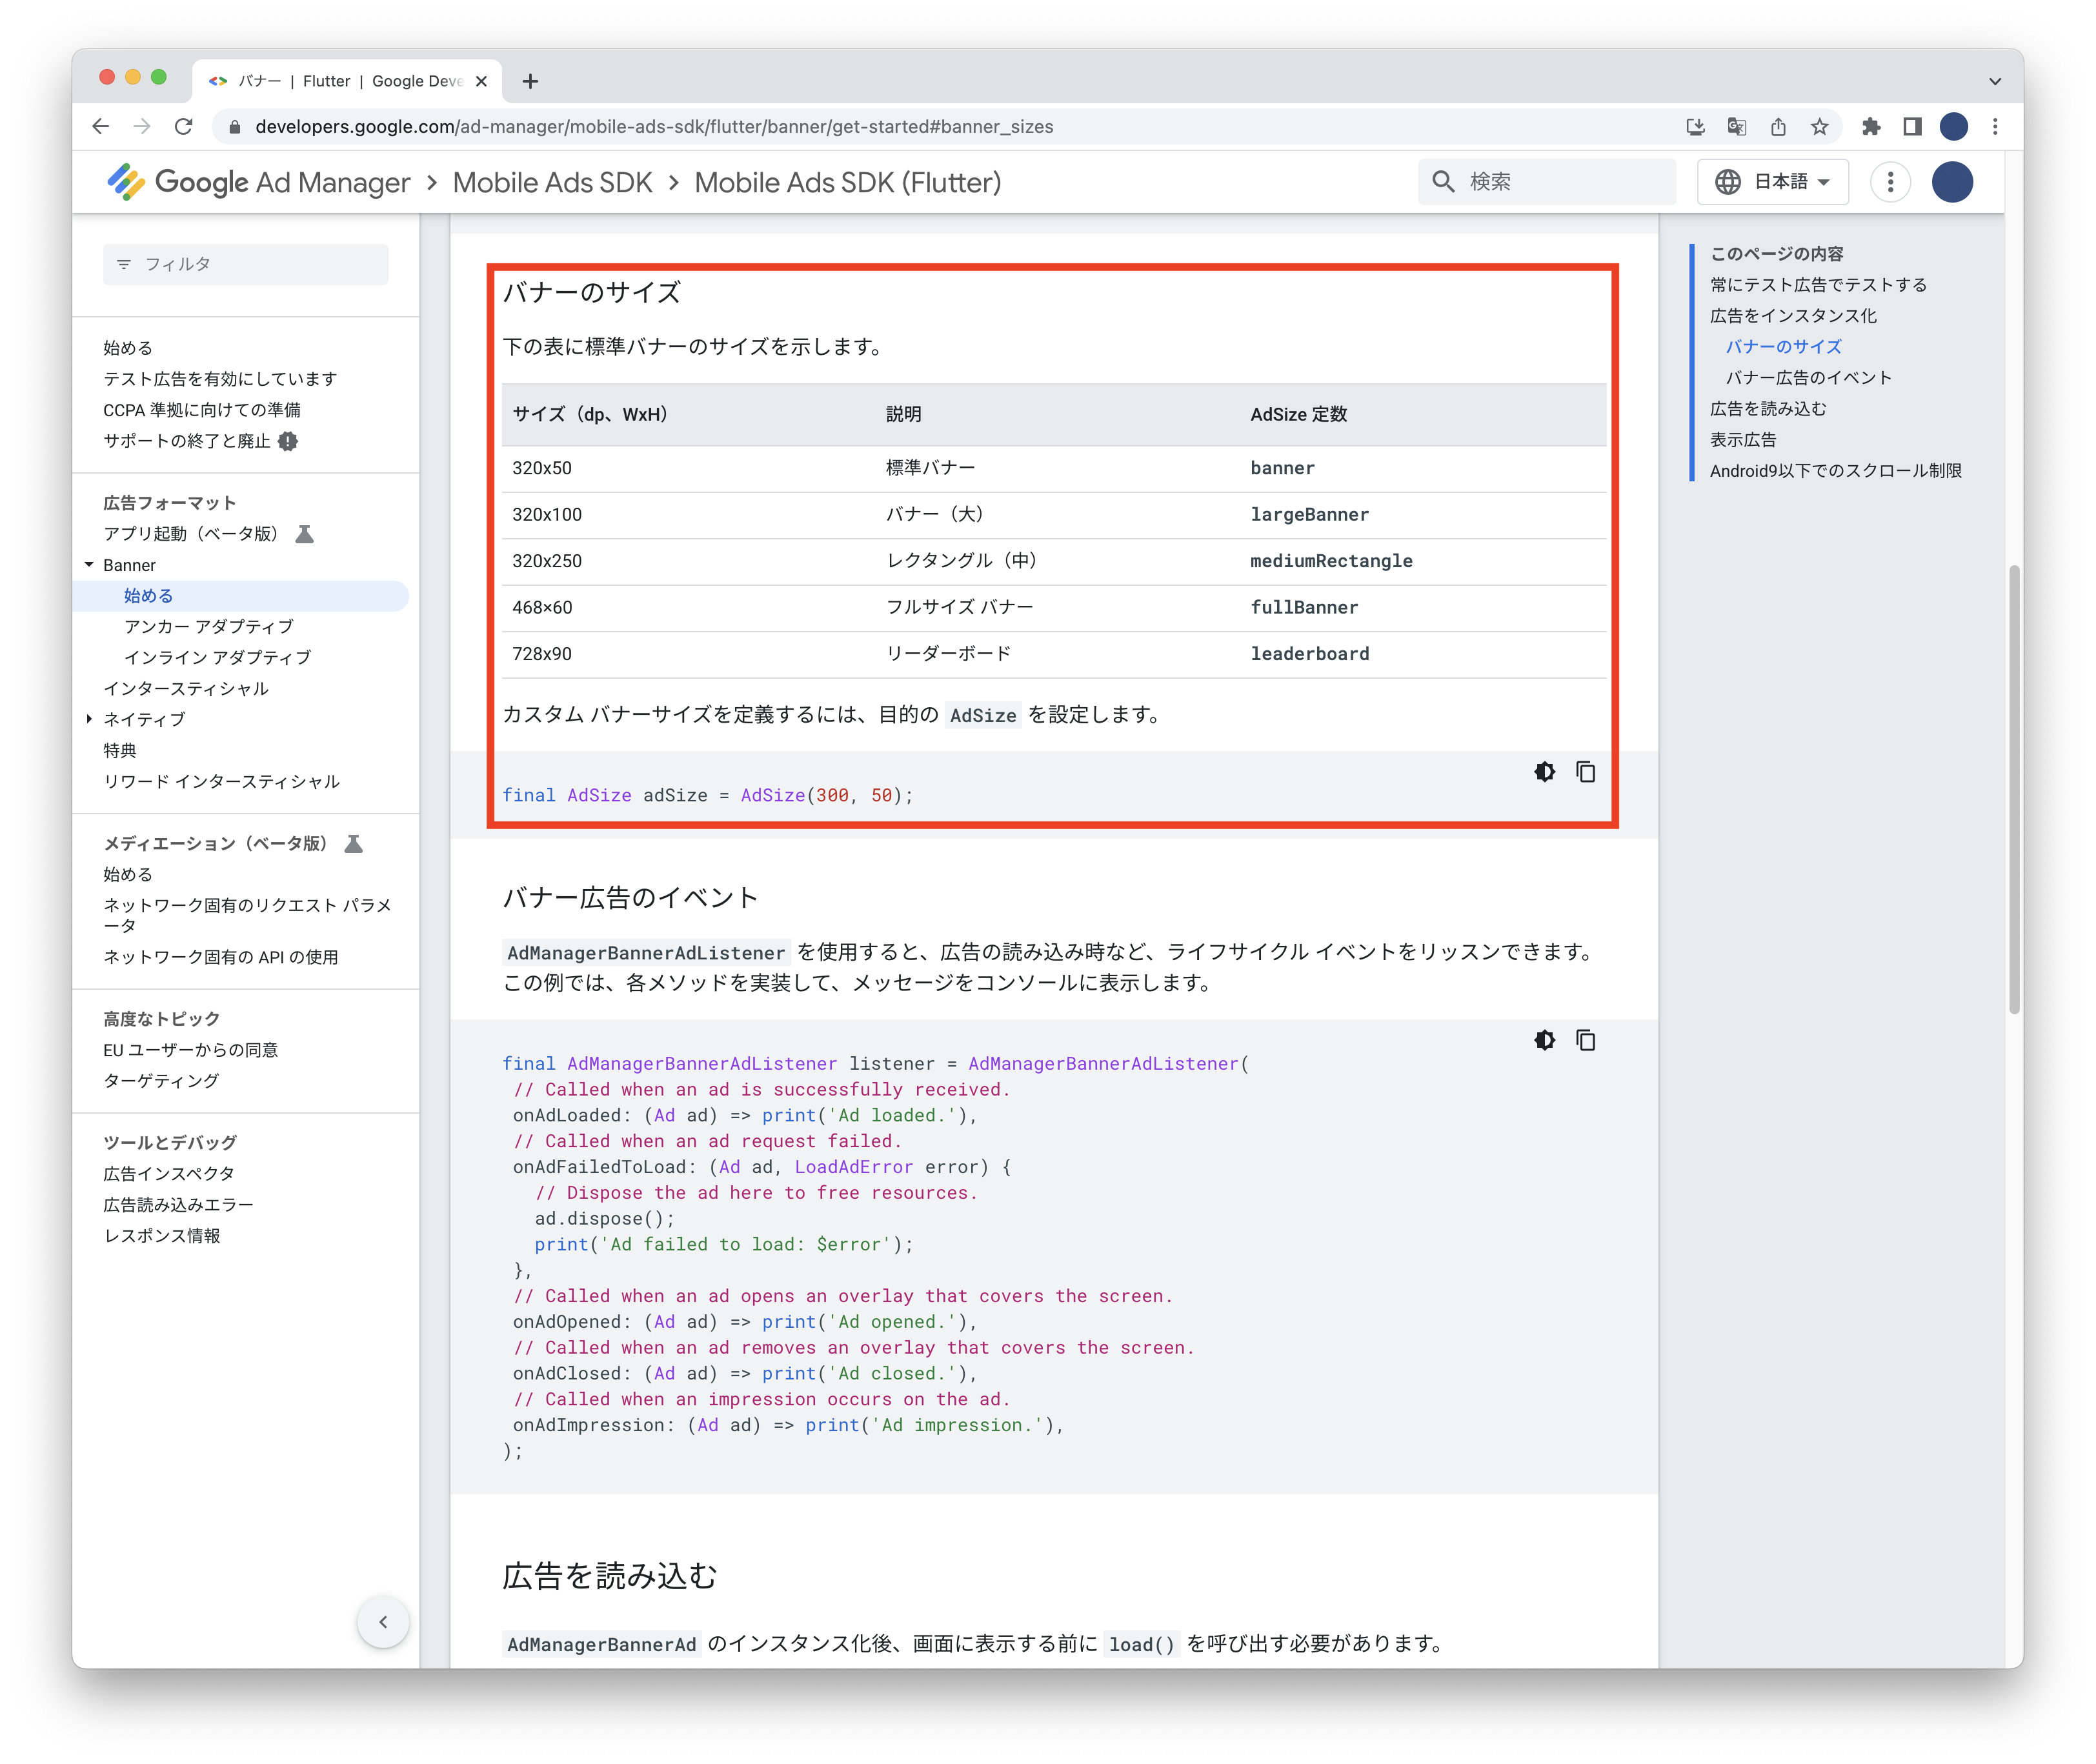 バナー | Flutter | Google Deve
developers.google.com/ad-manager/mobile-ads-sdk/flutter/banner/get-started#banner_sizes
Google Ad Manager > Mobile Ads SDK > Mobile Ads SDK (Flutter)
検索
日本語
フィルタ
始める
テスト広告を有効にしています
CCPA 準拠に向けての準備
サポートの終了と廃止
広告フォーマット
アプリ起動（ベータ版）
Banner
始める
アンカー アダプティブ
インライン アダプティブ
インタースティシャル
ネイティブ
特典
リワード インタースティシャル
メディエーション（ベータ版）
始める
ネットワーク固有のリクエスト パラメ
ータ
ネットワーク固有の API の使用
高度なトピック
EU ユーザーからの同意
ターゲティング
ツールとデバッグ
広告インスペクタ
広告読み込みエラー
レスポンス情報
バナーのサイズ
下の表に標準バナーのサイズを示します。
サイズ（dp、WxH） 説明 AdSize 定数
320x50 標準バナー banner
320x100 バナー（大） largeBanner
320x250 レクタングル（中） mediumRectangle
468×60 フルサイズ バナー fullBanner
728x90 リーダーボード leaderboard
カスタム バナーサイズを定義するには、目的の AdSize を設定します。
final AdSize adSize = AdSize(300, 50);
バナー広告のイベント
AdManagerBannerAdListener を使用すると、広告の読み込み時など、ライフサイクル イベントをリッスンできます。
この例では、各メソッドを実装して、メッセージをコンソールに表示します。
final AdManagerBannerAdListener listener = AdManagerBannerAdListener(
// Called when an ad is successfully received.
onAdLoaded: (Ad ad) => print('Ad loaded.'),
// Called when an ad request failed.
onAdFailedToLoad: (Ad ad, LoadAdError error) {
// Dispose the ad here to free resources.
ad.dispose();
print('Ad failed to load: $error');
},
// Called when an ad opens an overlay that covers the screen.
onAdOpened: (Ad ad) => print('Ad opened.'),
// Called when an ad removes an overlay that covers the screen.
onAdClosed: (Ad ad) => print('Ad closed.'),
// Called when an impression occurs on the ad.
onAdImpression: (Ad ad) => print('Ad impression.'),
);
広告を読み込む
AdManagerBannerAd のインスタンス化後、画面に表示する前に load() を呼び出す必要があります。
このページの内容
常にテスト広告でテストする
広告をインスタンス化
バナーのサイズ
バナー広告のイベント
広告を読み込む
表示広告
Android9以下でのスクロール制限